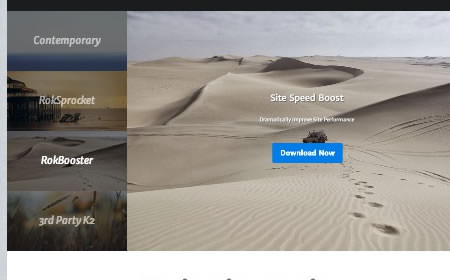 Contemporary
RokSprocket
RokBooster
3rd Party K2
Site Speed Boost
Dramatically Improve Site Performance
Download Now